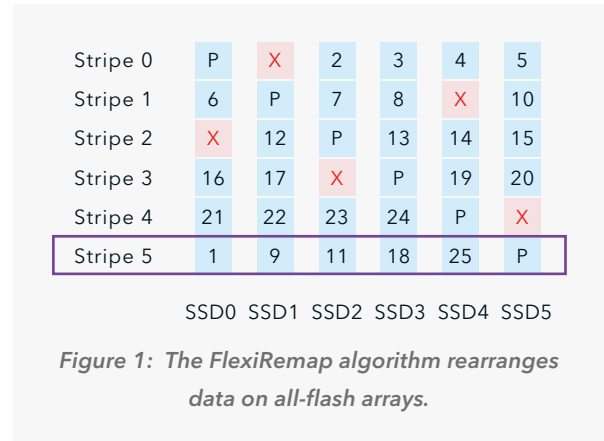 Stripe 0 P X 2 3 4 5
Stripe 1 6 P 7 8 X 10
Stripe 2 X 12 P 13 14 15
Stripe 3 16 17 X P 19 20
Stripe 4 21 22 23 24 P X
Stripe 5 1 9 11 18 25 P
SSD0 SSD1 SSD2 SSD3 SSD4 SSD5
Figure 1: The FlexiRemap algorithm rearranges
data on all-flash arrays.